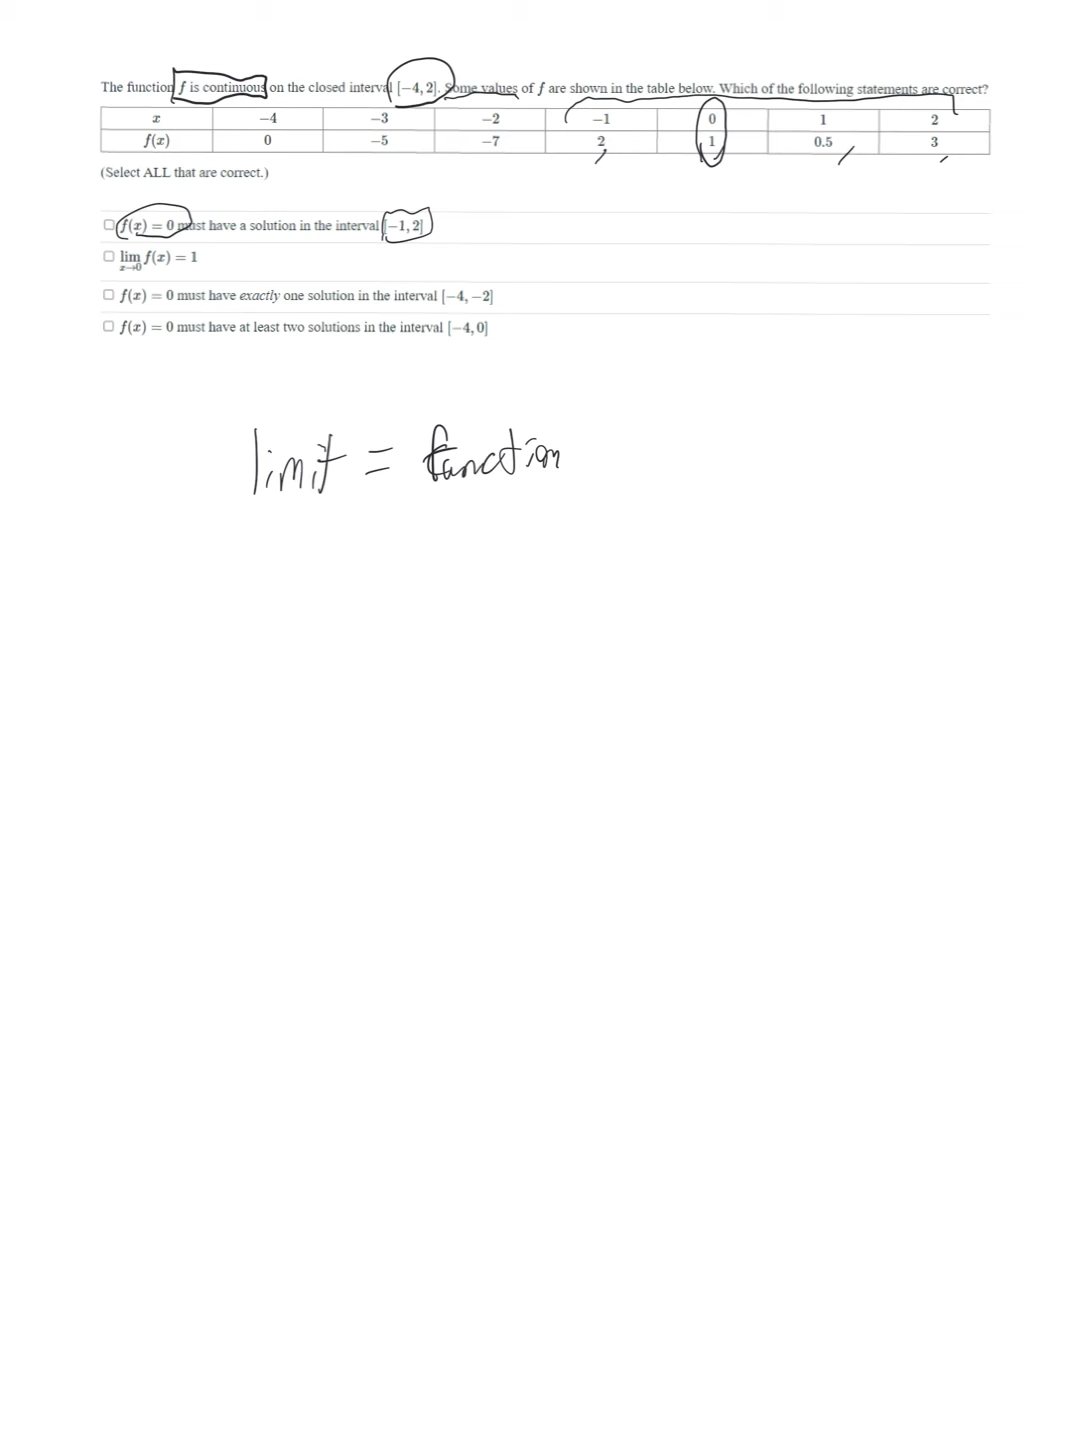 The function f is continuous on the closed interval [−4, 2]. Some values of f are shown in the table below. Which of the following statements are correct?
x −4 −3 −2 −1 0 1 2
f(x) 0 −5 −7 2 1 0.5 3
(Select ALL that are correct.)
f(x) = 0 must have a solution in the interval [−1, 2]
lim x→0 f(x) = 1
f(x) = 0 must have exactly one solution in the interval [−4, −2]
f(x) = 0 must have at least two solutions in the interval [−4, 0]
limit = function